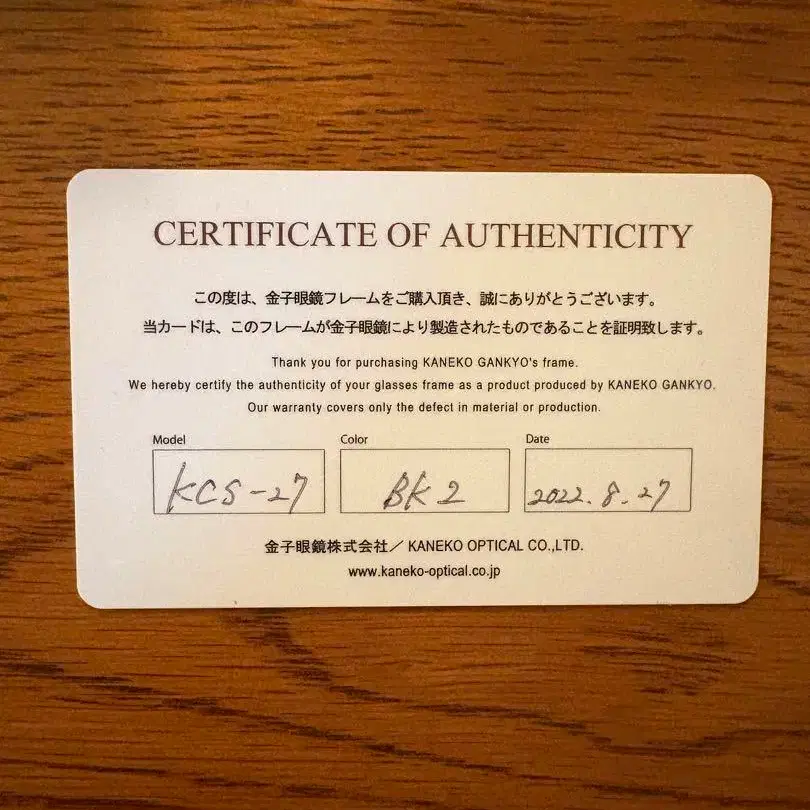 CERTIFICATE OF AUTHENTICITY
この度は、金子眼鏡フレームをご購入頂き、誠にありがとうございます。
当カードは、このフレームが金子眼鏡により製造されたものであることを証明致します。
Thank you for purchasing KANEKO GANKYO's frame.
We hereby certify the authenticity of your glasses frame as a product produced by KANEKO GANKYO.
Our warranty covers only the defect in material or production.
Model Color Date
KCS-27 BK2 2022.8.27
金子眼鏡株式会社／ KANEKO OPTICAL CO.,LTD.
www.kaneko-optical.co.jp